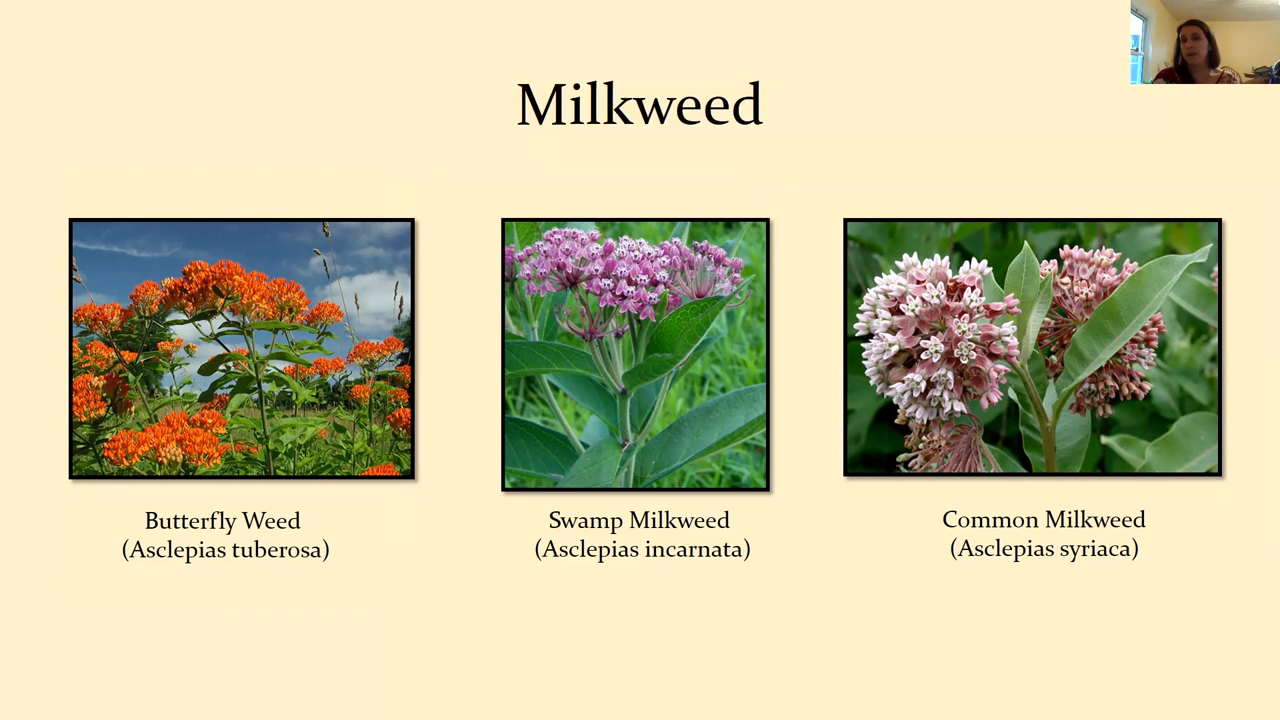 Milkweed
Butterfly Weed
(Asclepias tuberosa)
Swamp Milkweed
(Asclepias incarnata)
Common Milkweed
(Asclepias syriaca)